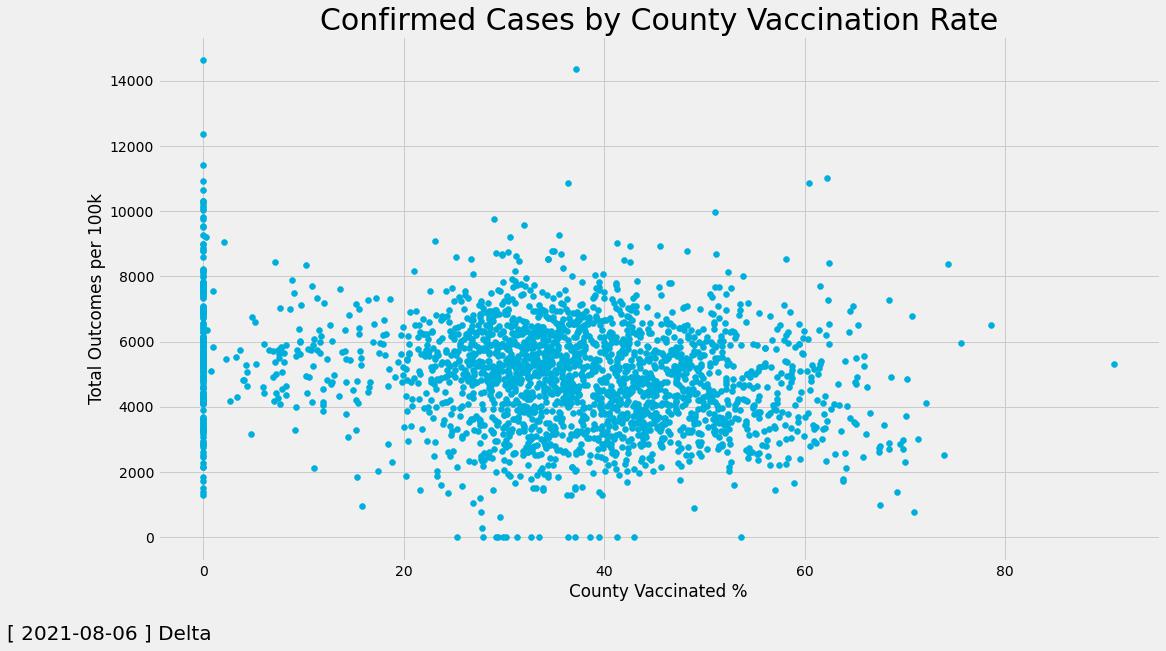 Confirmed Cases by County Vaccination Rate
14000
12000
10000
8000
6000
4000
2000
0
Total Outcomes per 100k
0 20 40 60 80
County Vaccinated %
[ 2021-08-06 ] Delta